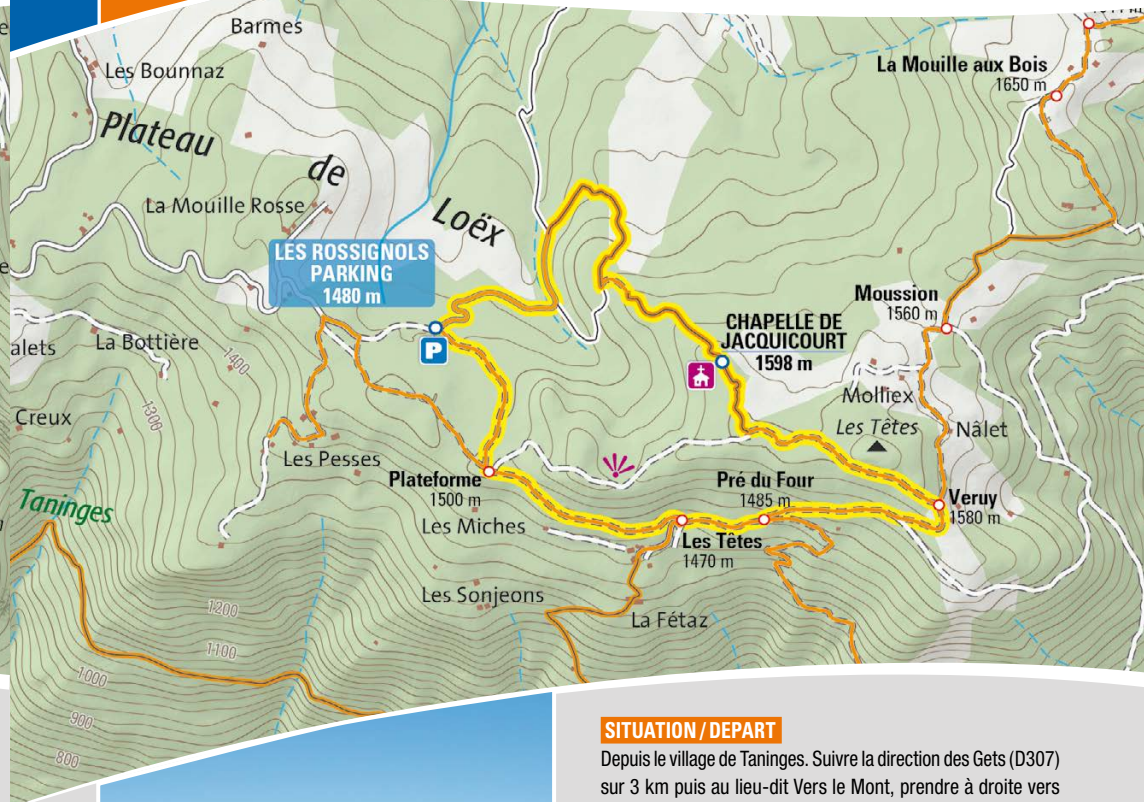 Barmes
Les Bounnaz
La Mouille aux Bois
1650 m
Plateau
de
Loëx
La Mouille Rosse
LES ROSSIGNOLS
PARKING
1480 m
P
Moussion
1560 m
CHAPELLE DE
JACQUICOURT
1598 m
alets
La Bottière
1400
1300
Creux
Molliex
Les Têtes
Nâlet
Les Pesses
Plateforme
1500 m
Pré du Four
1485 m
Veruy
1580 m
Taninges
Les Miches
Les Têtes
1470 m
Les Sonjeons
La Fétaz
1200
1100
1000
900
800
SITUATION / DEPART
Depuis le village de Taninges. Suivre la direction des Gets (D307)
sur 3 km puis au lieu-dit Vers le Mont, prendre à droite vers